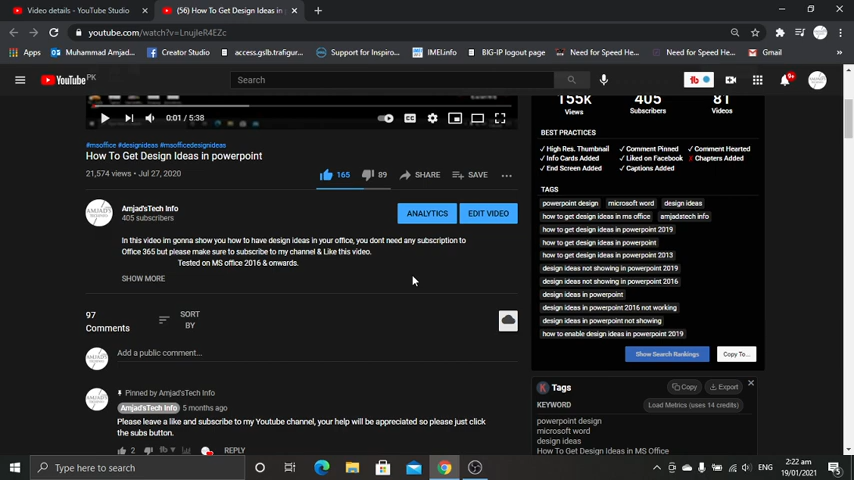 Video details - YouTube Studio
(56) How To Get Design Ideas in p
youtube.com/watch?v=LnujleR4EZc
Apps
Muhammad Amjad...
Creator Studio
access.gslb.trafigur...
Support for Inspiro...
IMEI.info
BIG-IP logout page
Need for Speed He...
Need for Speed He...
Gmail
YouTube PK
Search
9+
0:01 / 5:38
CC
#msoffice #designideas #msofficedesignideas
How To Get Design Ideas in powerpoint
21,574 views • Jul 27, 2020
165
89
SHARE
SAVE
Amjad'sTech Info
405 subscribers
ANALYTICS
EDIT VIDEO
In this video im gonna show you how to have design ideas in your office, you dont need any subscription to
Office 365 but please make sure to subscribe to my channel & Like this video.
Tested on MS office 2016 & onwards.
SHOW MORE
97
Comments
SORT
BY
Add a public comment...
Pinned by Amjad'sTech Info
Amjad'sTech Info 5 months ago
Please leave a like and subscribe to my Youtube channel, your help will be appreciated so please just click
the subs button.
2
REPLY
155k
405
81
Views
Subscribers
Videos
BEST PRACTICES
✓ High Res. Thumbnail
✓ Comment Pinned
✓ Comment Hearted
✓ Info Cards Added
✓ Liked on Facebook
✗ Chapters Added
✓ End Screen Added
✓ Captions Added
TAGS
powerpoint design
microsoft word
design ideas
how to get design ideas in ms office
amjadstech info
how to get design ideas in powerpoint 2019
how to get design ideas in powerpoint
how to get design ideas in powerpoint 2013
design ideas not showing in powerpoint 2019
design ideas not showing in powerpoint 2016
design ideas in powerpoint
design ideas in powerpoint 2016 not working
design ideas in powerpoint not showing
how to enable design ideas in powerpoint 2019
Show Search Rankings
Copy To...
Tags
Copy
Export
KEYWORD
Load Metrics (uses 14 credits)
powerpoint design
microsoft word
design ideas
How To Get Design Ideas in MS Office
Type here to search
ENG
2:22 am
19/01/2021